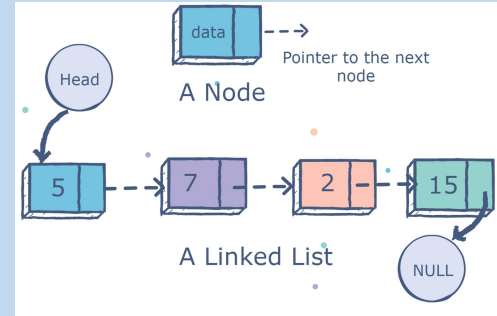 data
Pointer to the next
node
Head
A Node
5
7
2
15
A Linked List
NULL